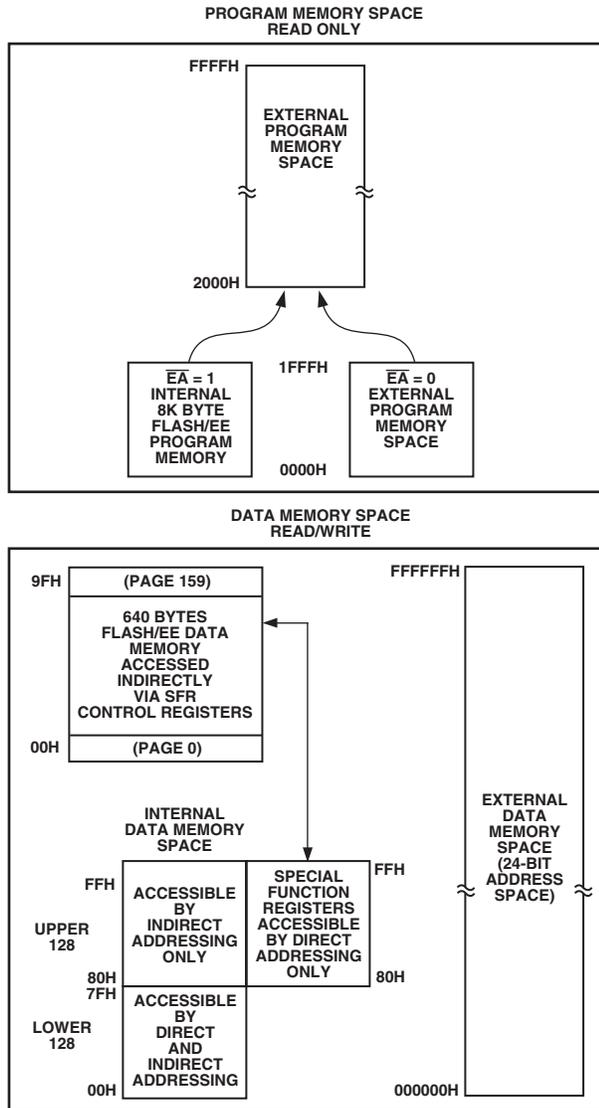 PROGRAM MEMORY SPACE
READ ONLY
FFFFH
EXTERNAL
PROGRAM
MEMORY
SPACE
2000H
EA = 1
INTERNAL
8K BYTE
FLASH/EE
PROGRAM
MEMORY
1FFFH
0000H
EA = 0
EXTERNAL
PROGRAM
MEMORY
SPACE
DATA MEMORY SPACE
READ/WRITE
9FH
(PAGE 159)
640 BYTES
FLASH/EE DATA
MEMORY
ACCESSED
INDIRECTLY
VIA SFR
CONTROL REGISTERS
00H
(PAGE 0)
INTERNAL
DATA MEMORY
SPACE
FFH
UPPER
128
80H
ACCESSIBLE
BY
INDIRECT
ADDRESSING
ONLY
SPECIAL
FUNCTION
REGISTERS
ACCESSIBLE
BY DIRECT
ADDRESSING
ONLY
FFH
80H
7FH
LOWER
128
00H
ACCESSIBLE
BY
DIRECT
AND
INDIRECT
ADDRESSING
FFFFFFH
EXTERNAL
DATA
MEMORY
SPACE
(24-BIT
ADDRESS
SPACE)
000000H